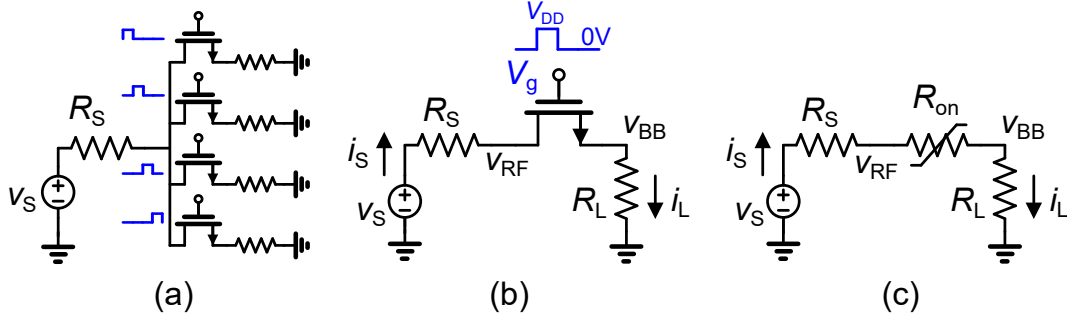 R_S
v_S
+
−
(a)
V_DD
0V
V_g
R_S
v_BB
i_S
v_RF
+
−
v_S
R_L
i_L
(b)
R_on
R_S
v_BB
i_S
v_RF
+
−
v_S
R_L
i_L
(c)